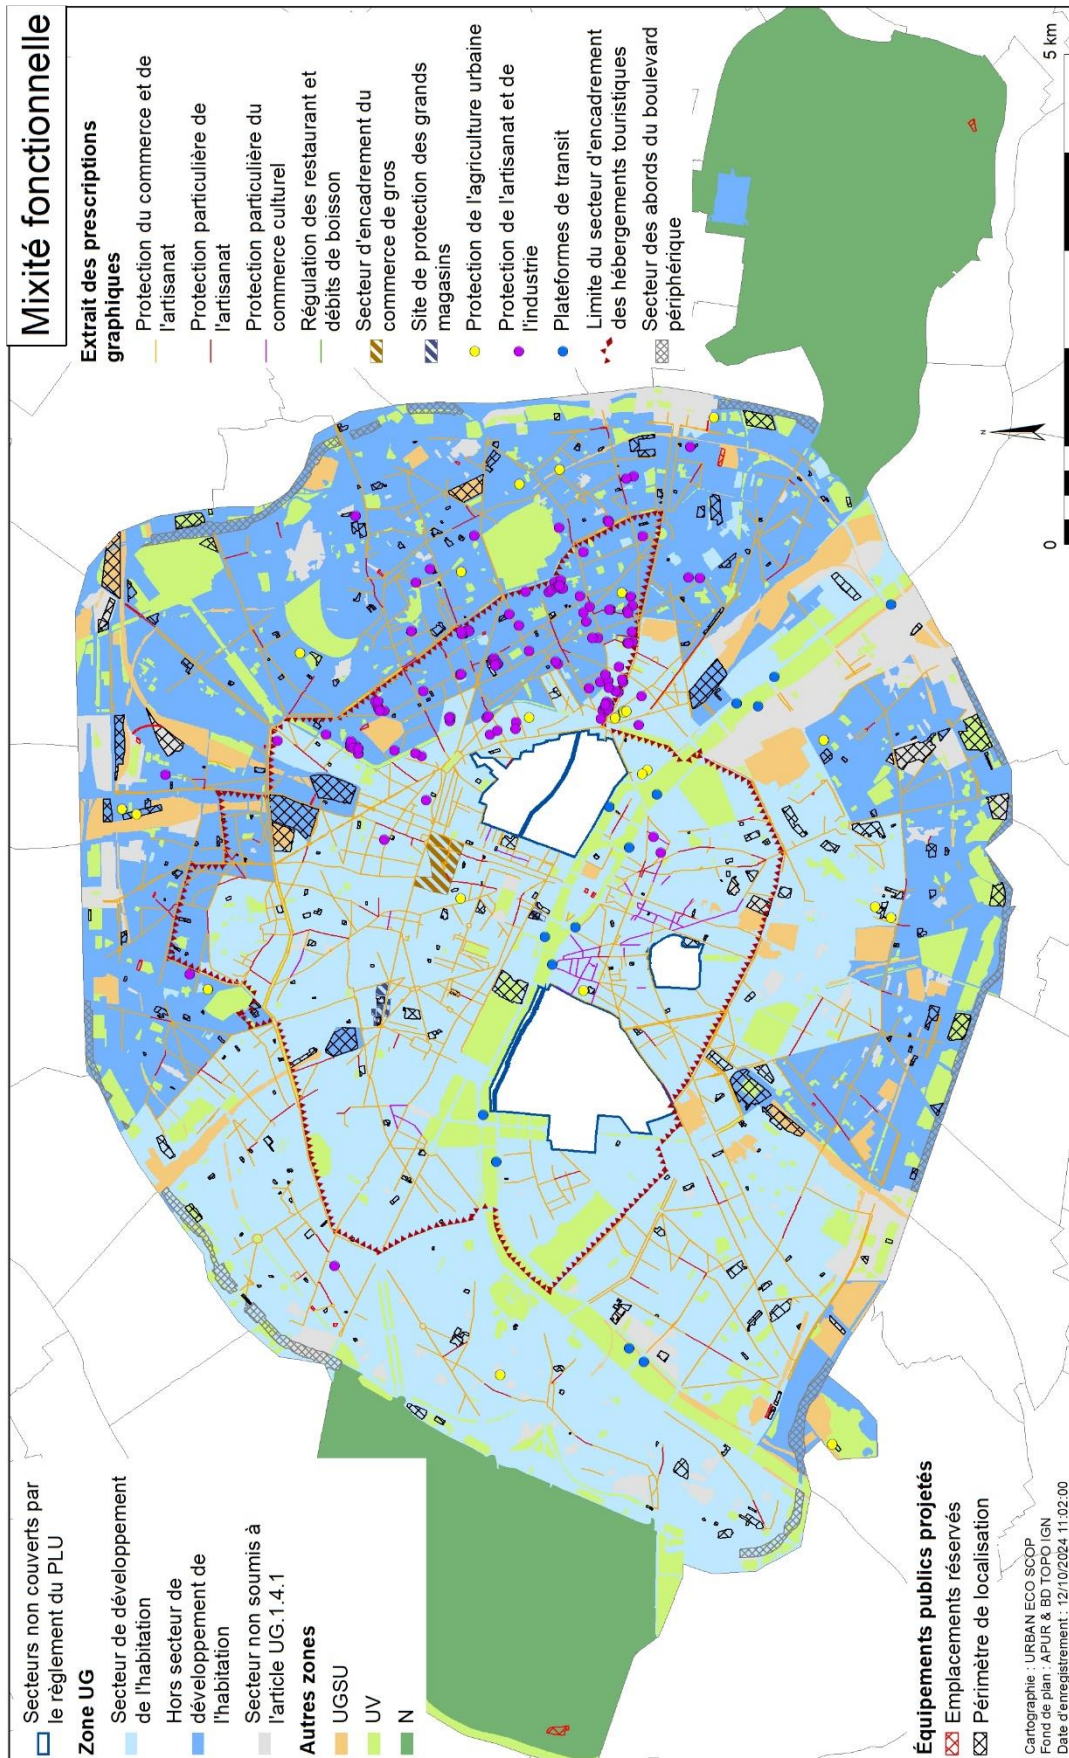 Mixité fonctionnelle
Secteurs non couverts par
le règlement du PLU
Zone UG
Secteur de développement
de l'habitation
Hors secteur de
développement de
l'habitation
Secteur non soumis à
l'article UG.1.4.1
Autres zones
UGSU
UV
N
Équipements publics projetés
Emplacements réservés
Périmètre de localisation
Cartographie : URBAN ECO SCOP
Fond de plan : APUR & BD TOPO IGN
Date d'enregistrement : 12/10/2024 11:02:00
Extrait des prescriptions
graphiques
Protection du commerce et de
l'artisanat
Protection particulière de
l'artisanat
Protection particulière du
commerce culturel
Régulation des restaurant et
débits de boisson
Secteur d'encadrement du
commerce de gros
Site de protection des grands
magasins
Protection de l'agriculture urbaine
Protection de l'artisanat et de
l'industrie
Plateformes de transit
Limite du secteur d'encadrement
des hébergements touristiques
Secteur des abords du boulevard
périphérique
N
0
5 km